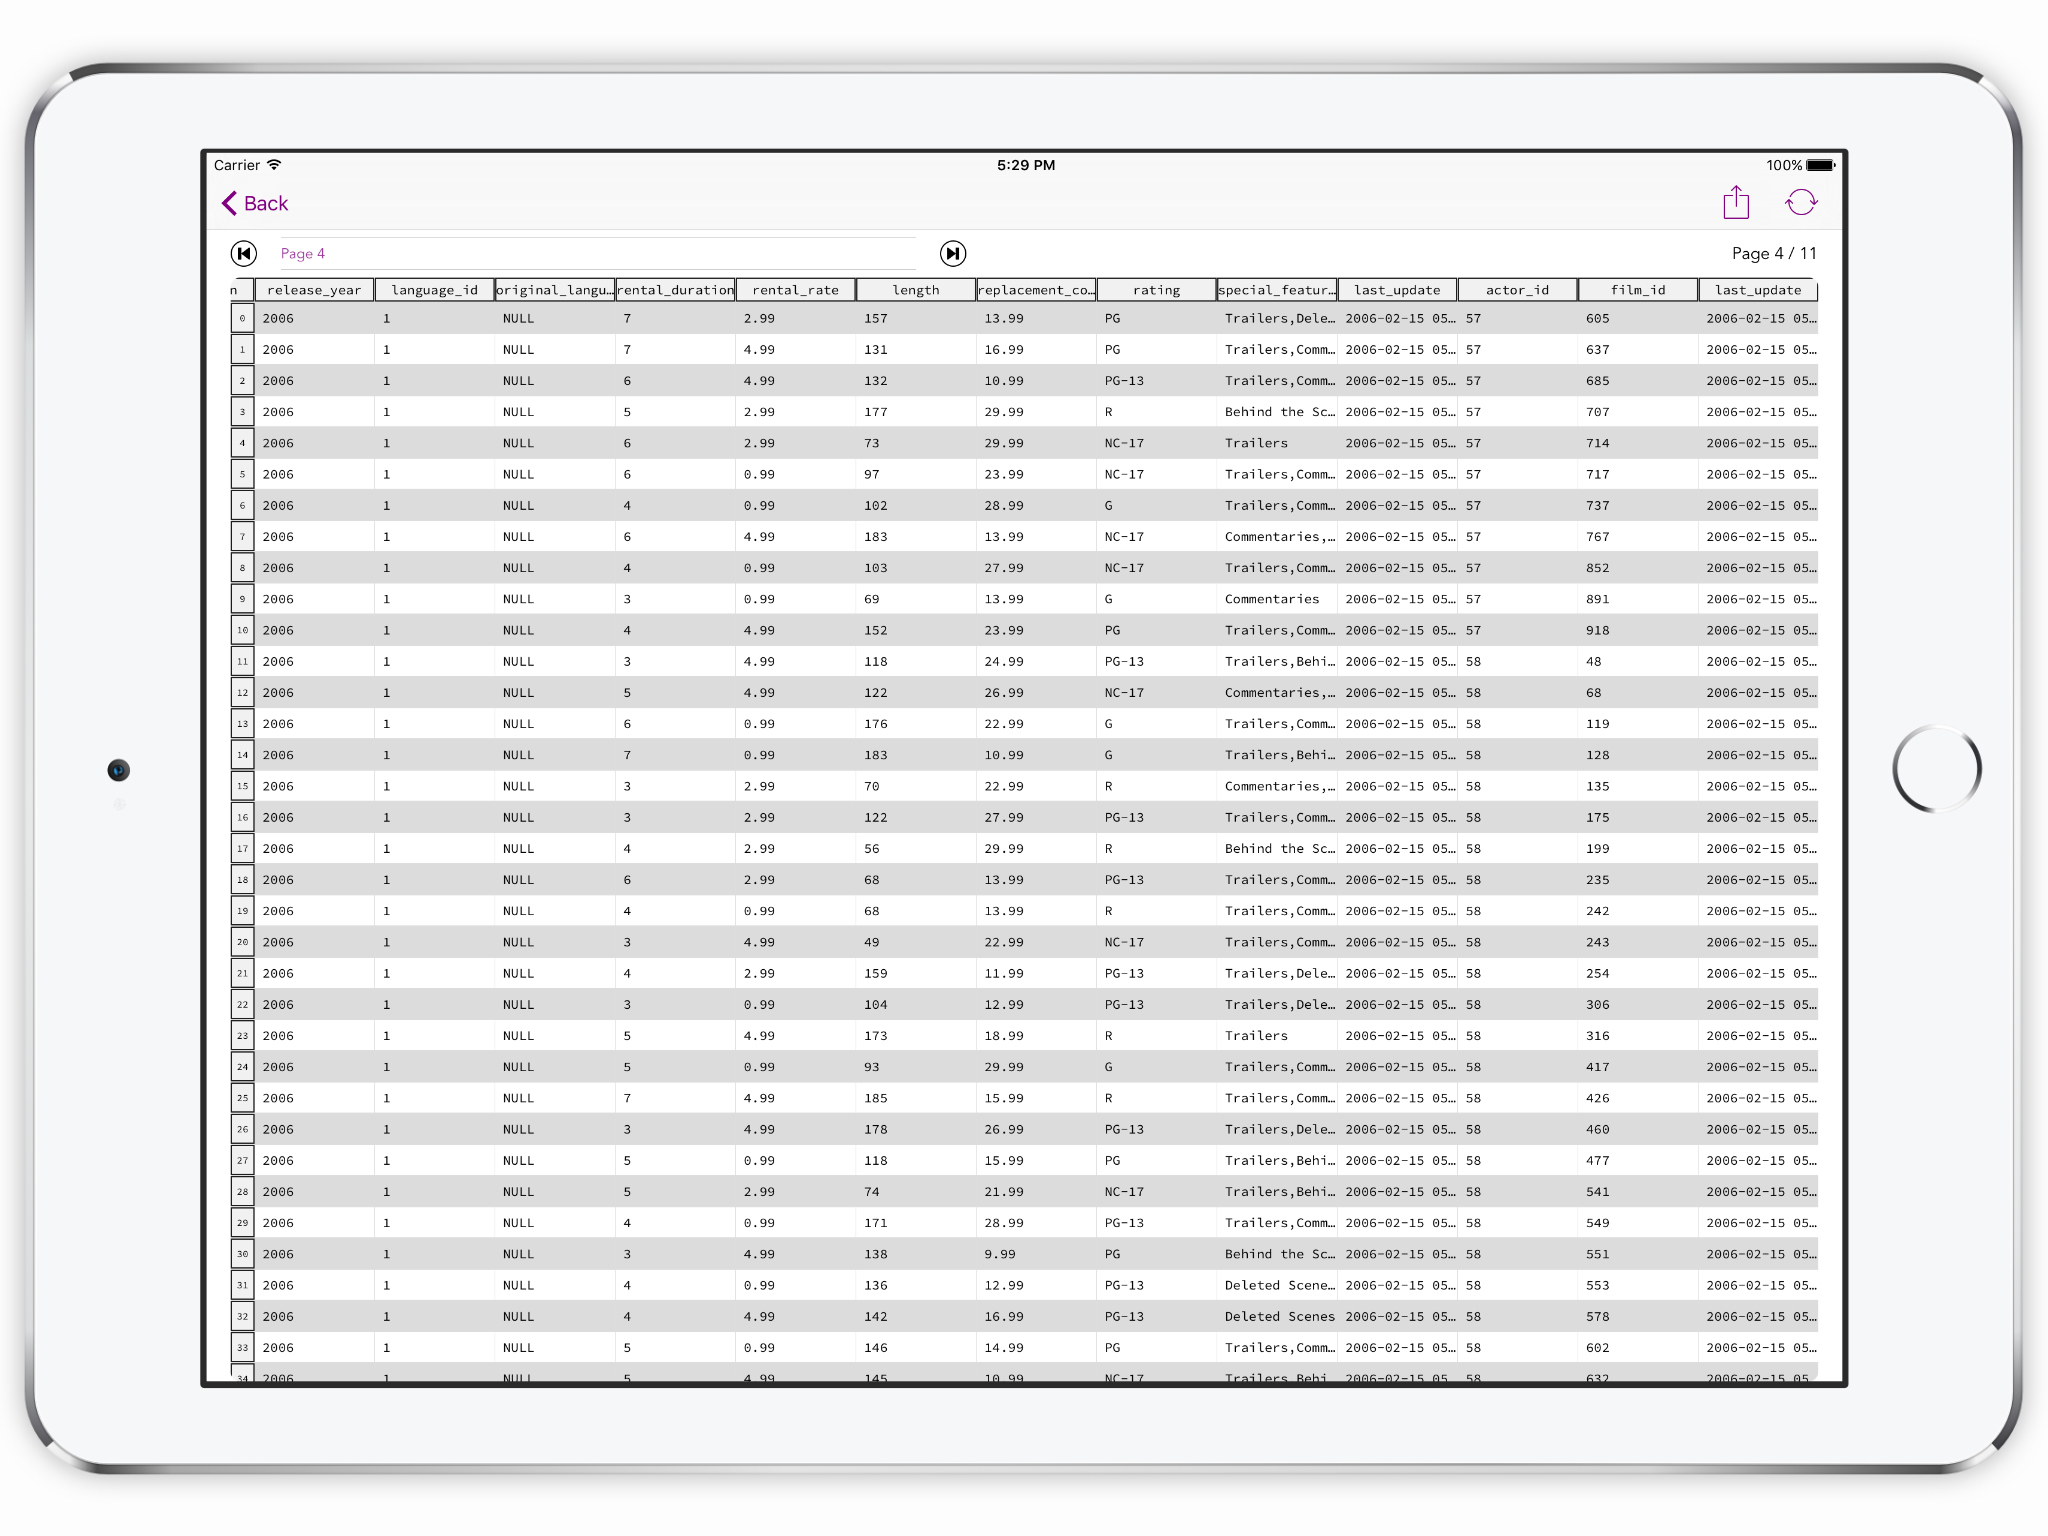 Carrier 5:29 PM 100%
Back
Page 4 Page 4 / 11
n release_year language_id original_langu… rental_duration rental_rate length replacement_co… rating special_featur… last_update actor_id film_id last_update
0 2006 1 NULL 7 2.99 157 13.99 PG Trailers,Dele… 2006-02-15 05… 57 605 2006-02-15 05…
1 2006 1 NULL 7 4.99 131 16.99 PG Trailers,Comm… 2006-02-15 05… 57 637 2006-02-15 05…
2 2006 1 NULL 6 4.99 132 10.99 PG-13 Trailers,Comm… 2006-02-15 05… 57 685 2006-02-15 05…
3 2006 1 NULL 5 2.99 177 29.99 R Behind the Sc… 2006-02-15 05… 57 707 2006-02-15 05…
4 2006 1 NULL 6 2.99 73 29.99 NC-17 Trailers 2006-02-15 05… 57 714 2006-02-15 05…
5 2006 1 NULL 6 0.99 97 23.99 NC-17 Trailers,Comm… 2006-02-15 05… 57 717 2006-02-15 05…
6 2006 1 NULL 4 0.99 102 28.99 G Trailers,Comm… 2006-02-15 05… 57 737 2006-02-15 05…
7 2006 1 NULL 6 4.99 183 13.99 NC-17 Commentaries,… 2006-02-15 05… 57 767 2006-02-15 05…
8 2006 1 NULL 4 0.99 103 27.99 NC-17 Trailers,Comm… 2006-02-15 05… 57 852 2006-02-15 05…
9 2006 1 NULL 3 0.99 69 13.99 G Commentaries 2006-02-15 05… 57 891 2006-02-15 05…
10 2006 1 NULL 4 4.99 152 23.99 PG Trailers,Comm… 2006-02-15 05… 57 918 2006-02-15 05…
11 2006 1 NULL 3 4.99 118 24.99 PG-13 Trailers,Behi… 2006-02-15 05… 58 48 2006-02-15 05…
12 2006 1 NULL 5 4.99 122 26.99 NC-17 Commentaries,… 2006-02-15 05… 58 68 2006-02-15 05…
13 2006 1 NULL 6 0.99 176 22.99 G Trailers,Comm… 2006-02-15 05… 58 119 2006-02-15 05…
14 2006 1 NULL 7 0.99 183 10.99 G Trailers,Behi… 2006-02-15 05… 58 128 2006-02-15 05…
15 2006 1 NULL 3 2.99 70 22.99 R Commentaries,… 2006-02-15 05… 58 135 2006-02-15 05…
16 2006 1 NULL 3 2.99 122 27.99 PG-13 Trailers,Comm… 2006-02-15 05… 58 175 2006-02-15 05…
17 2006 1 NULL 4 2.99 56 29.99 R Behind the Sc… 2006-02-15 05… 58 199 2006-02-15 05…
18 2006 1 NULL 6 2.99 68 13.99 PG-13 Trailers,Comm… 2006-02-15 05… 58 235 2006-02-15 05…
19 2006 1 NULL 4 0.99 68 13.99 R Trailers,Comm… 2006-02-15 05… 58 242 2006-02-15 05…
20 2006 1 NULL 3 4.99 49 22.99 NC-17 Trailers,Comm… 2006-02-15 05… 58 243 2006-02-15 05…
21 2006 1 NULL 4 2.99 159 11.99 PG-13 Trailers,Dele… 2006-02-15 05… 58 254 2006-02-15 05…
22 2006 1 NULL 3 0.99 104 12.99 PG-13 Trailers,Dele… 2006-02-15 05… 58 306 2006-02-15 05…
23 2006 1 NULL 5 4.99 173 18.99 R Trailers 2006-02-15 05… 58 316 2006-02-15 05…
24 2006 1 NULL 5 0.99 93 29.99 G Trailers,Comm… 2006-02-15 05… 58 417 2006-02-15 05…
25 2006 1 NULL 7 4.99 185 15.99 R Trailers,Comm… 2006-02-15 05… 58 426 2006-02-15 05…
26 2006 1 NULL 3 4.99 178 26.99 PG-13 Trailers,Dele… 2006-02-15 05… 58 460 2006-02-15 05…
27 2006 1 NULL 5 0.99 118 15.99 PG Trailers,Behi… 2006-02-15 05… 58 477 2006-02-15 05…
28 2006 1 NULL 5 2.99 74 21.99 NC-17 Trailers,Behi… 2006-02-15 05… 58 541 2006-02-15 05…
29 2006 1 NULL 4 0.99 171 28.99 PG-13 Trailers,Comm… 2006-02-15 05… 58 549 2006-02-15 05…
30 2006 1 NULL 3 4.99 138 9.99 PG Behind the Sc… 2006-02-15 05… 58 551 2006-02-15 05…
31 2006 1 NULL 4 0.99 136 12.99 PG-13 Deleted Scene… 2006-02-15 05… 58 553 2006-02-15 05…
32 2006 1 NULL 4 4.99 142 16.99 PG-13 Deleted Scenes 2006-02-15 05… 58 578 2006-02-15 05…
33 2006 1 NULL 5 0.99 146 14.99 PG Trailers,Comm… 2006-02-15 05… 58 602 2006-02-15 05…
34 2006 1 NULL 5 4.99 145 10.99 NC-17 Trailers,Behi… 2006-02-15 05… 58 632 2006-02-15 05…